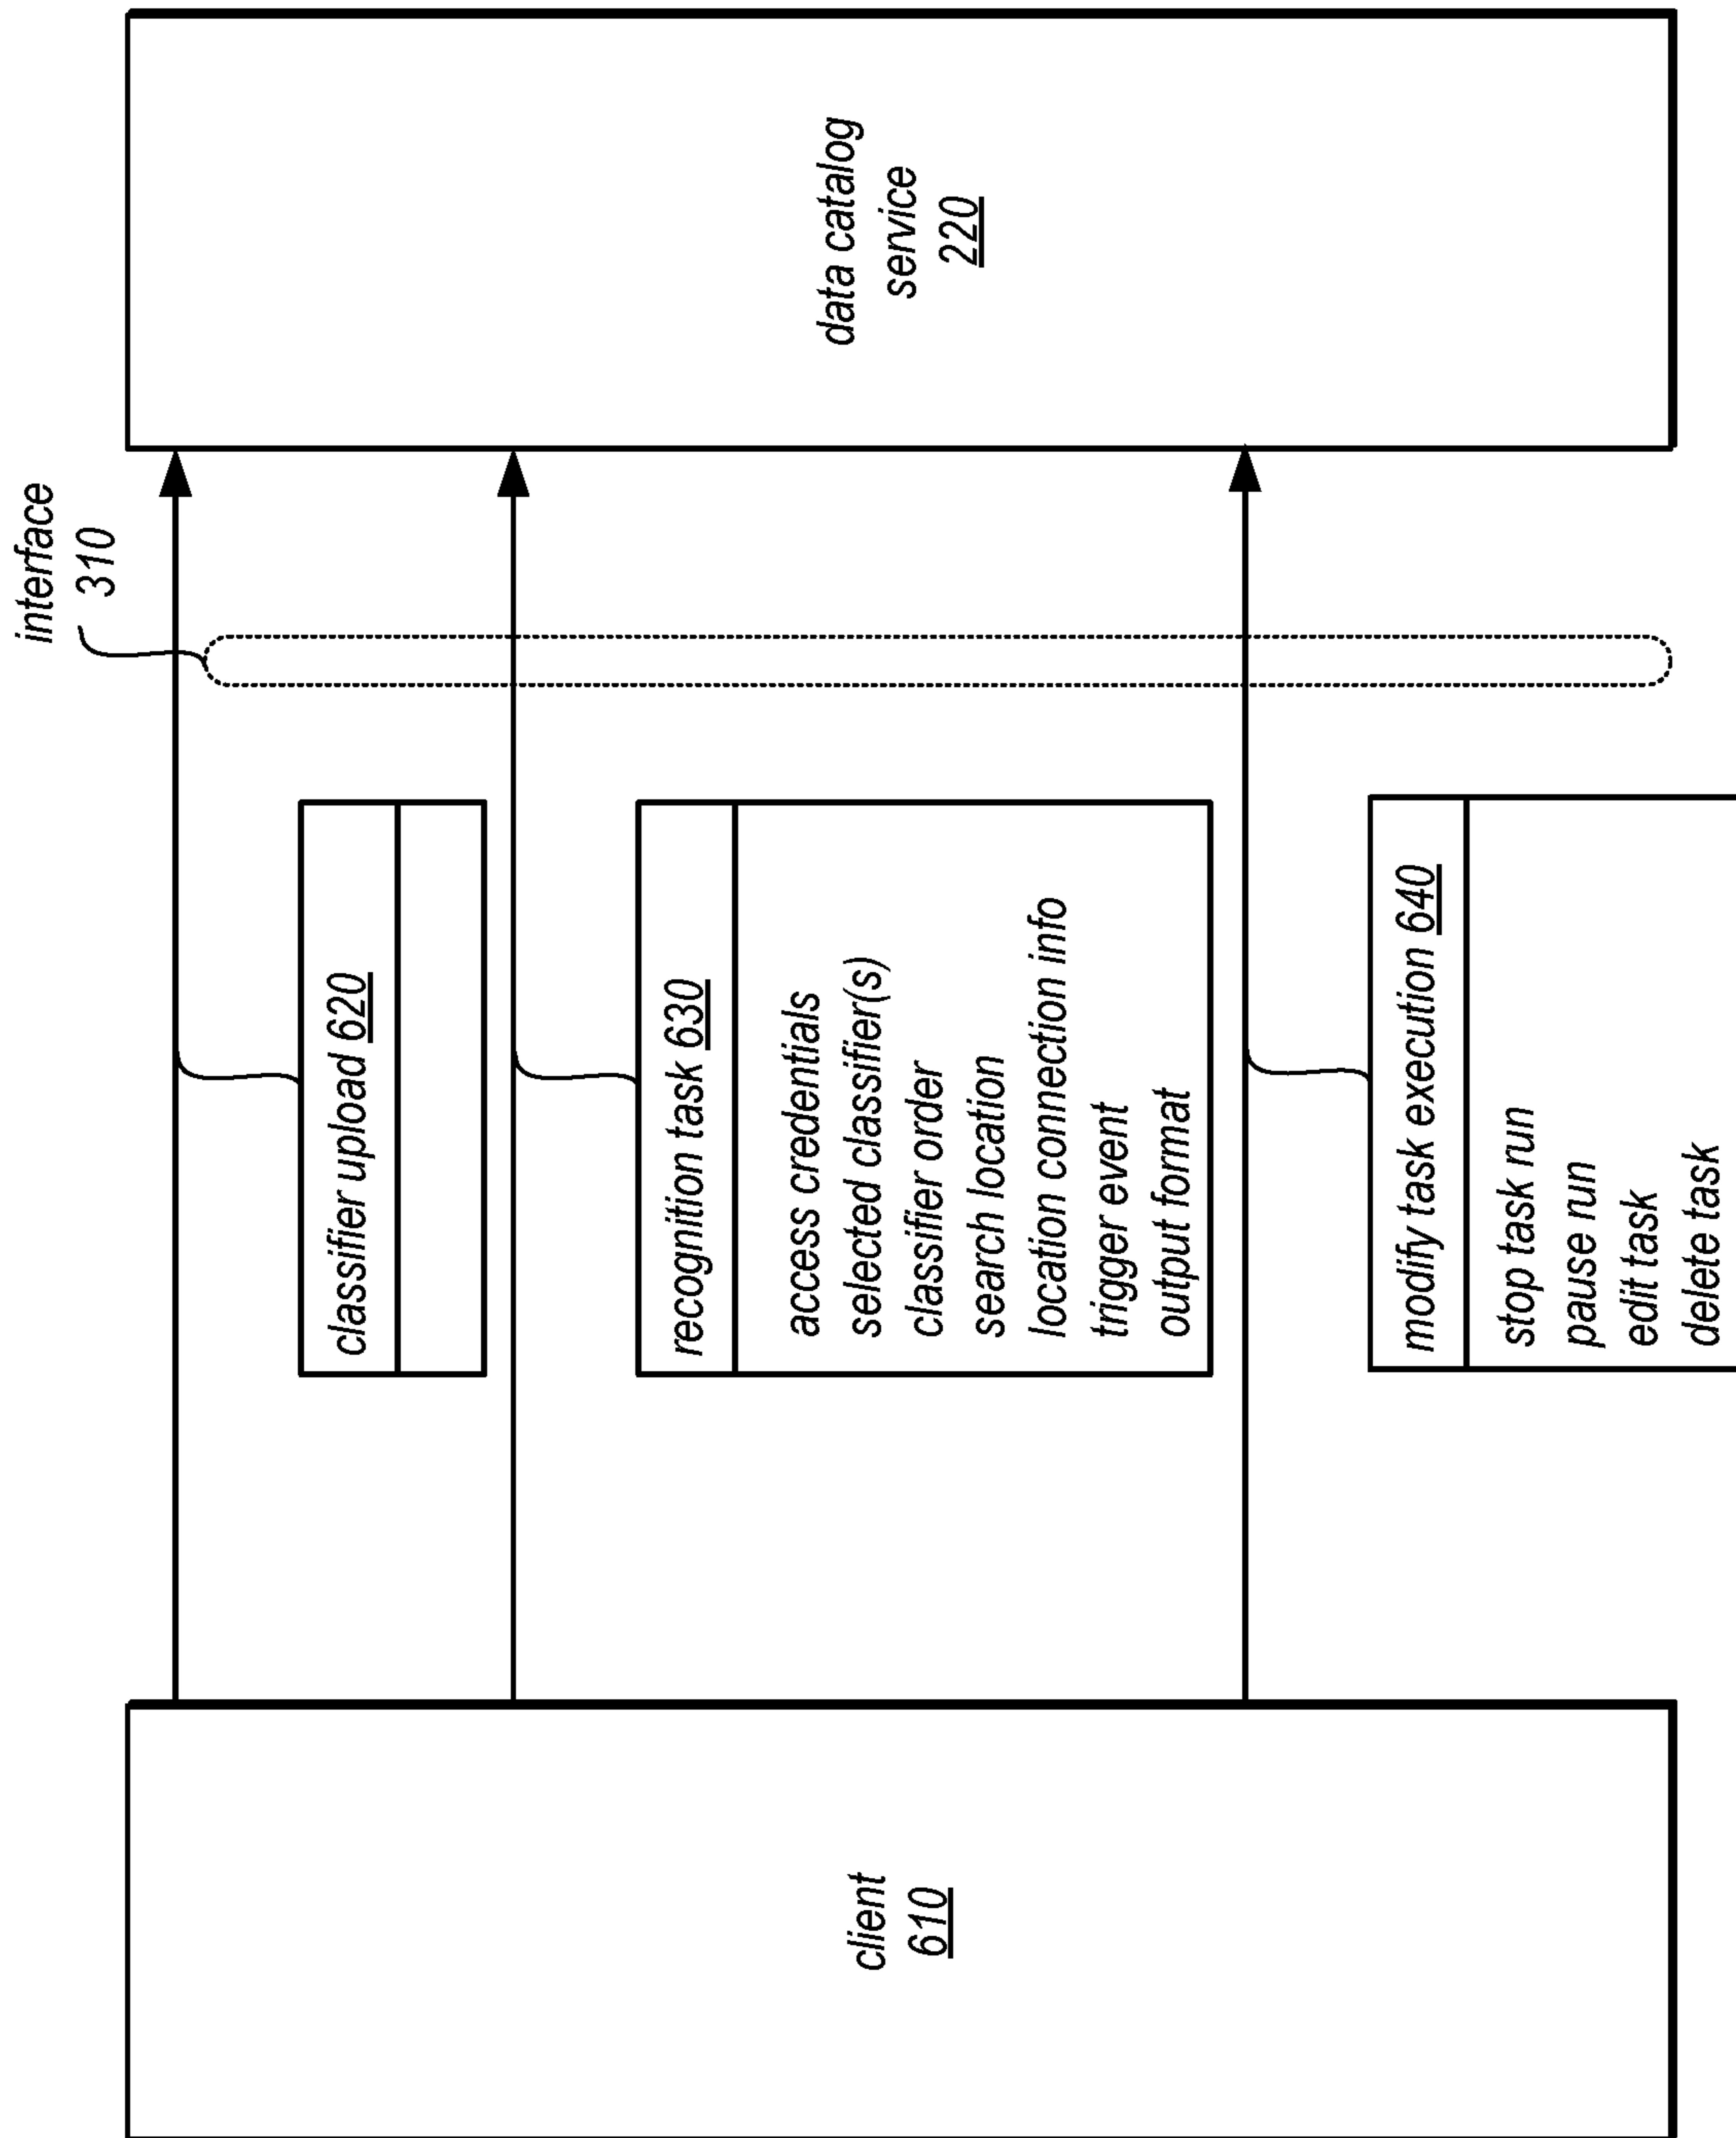 client
610
classifier upload 620
recognition task 630
access credentials
selected classifier(s)
classifier order
search location
location connection info
trigger event
output format
modify task execution 640
stop task run
pause run
edit task
delete task
interface
310
data catalog
service
220